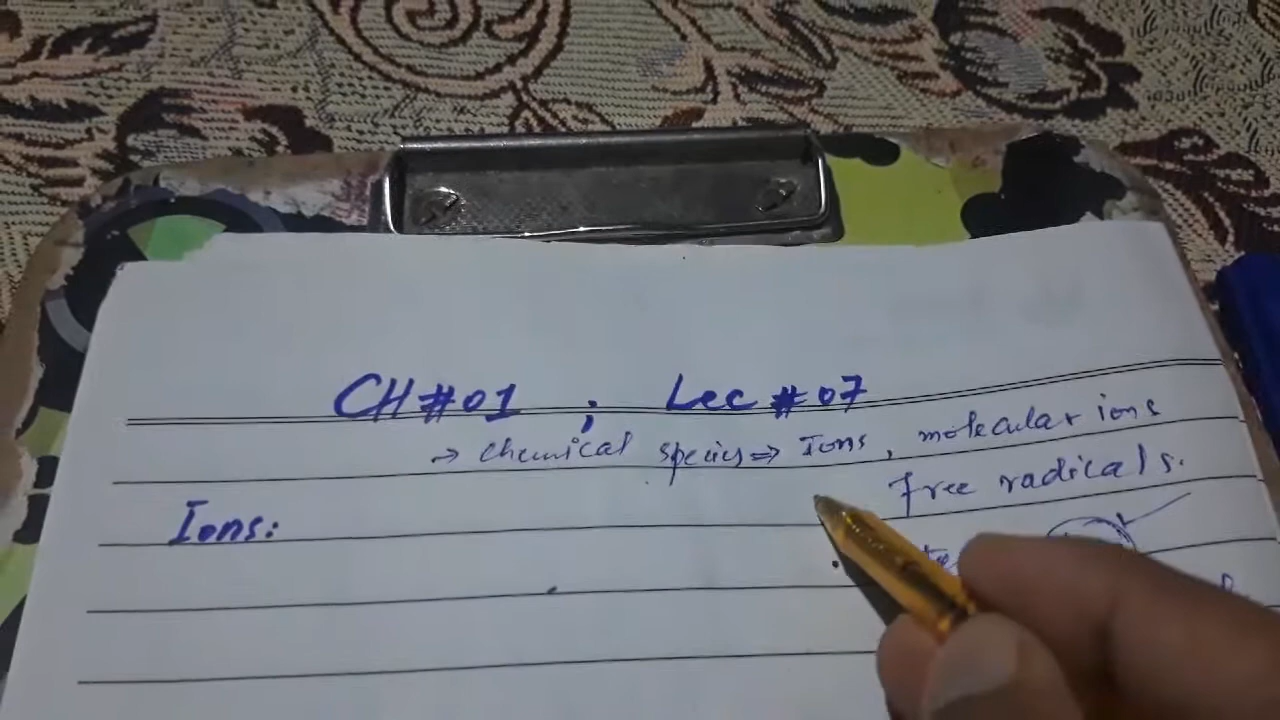 CH#01 ; Lec #07
→ Chemical species ⇒ Ions, molecular ions
free radicals.
Ions: